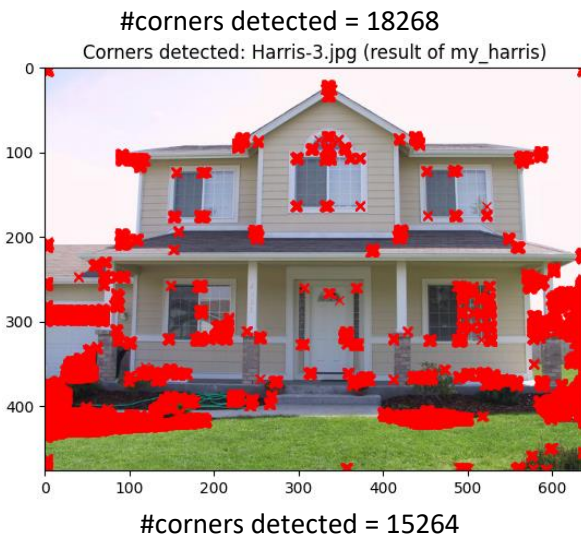 #corners detected = 18268
Corners detected: Harris-3.jpg (result of my_harris)
0
100
200
300
400
0 100 200 300 400 500 600
#corners detected = 15264